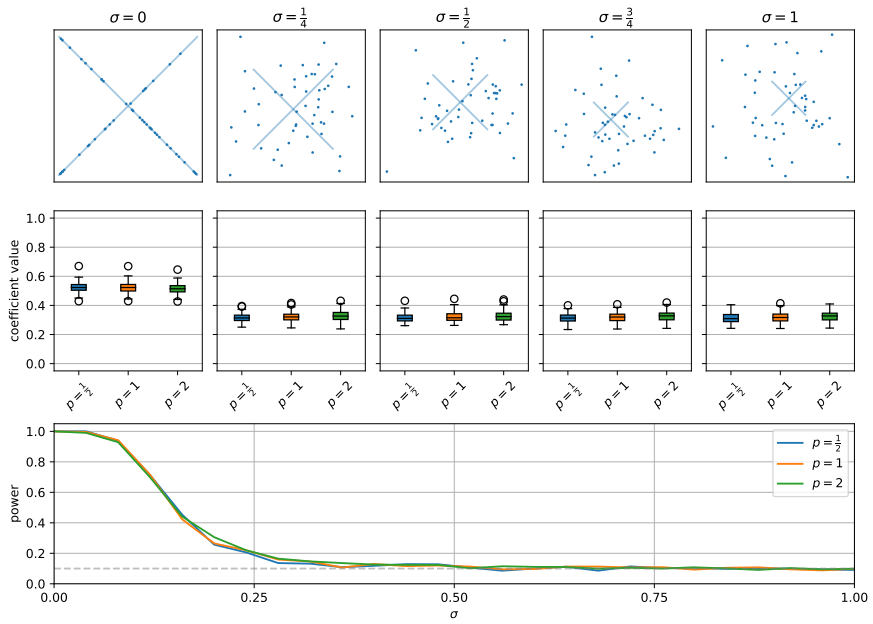 σ = 0
σ = 1/4
σ = 1/2
σ = 3/4
σ = 1
coefficient value
1.0
0.8
0.6
0.4
0.2
0.0
p = 1/2
p = 1
p = 2
p = 1/2
p = 1
p = 2
p = 1/2
p = 1
p = 2
p = 1/2
p = 1
p = 2
p = 1/2
p = 1
p = 2
power
1.0
0.8
0.6
0.4
0.2
0.0
p = 1/2
p = 1
p = 2
0.00
0.25
0.50
0.75
1.00
σ